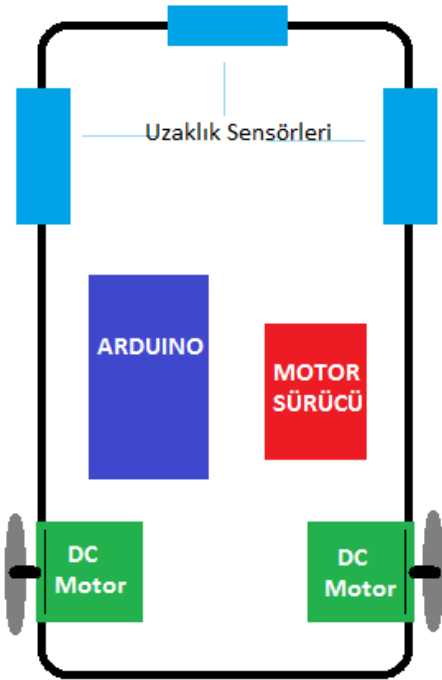 Uzaklık Sensörleri
ARDUINO
MOTOR
SÜRÜCÜ
DC
Motor
DC
Motor